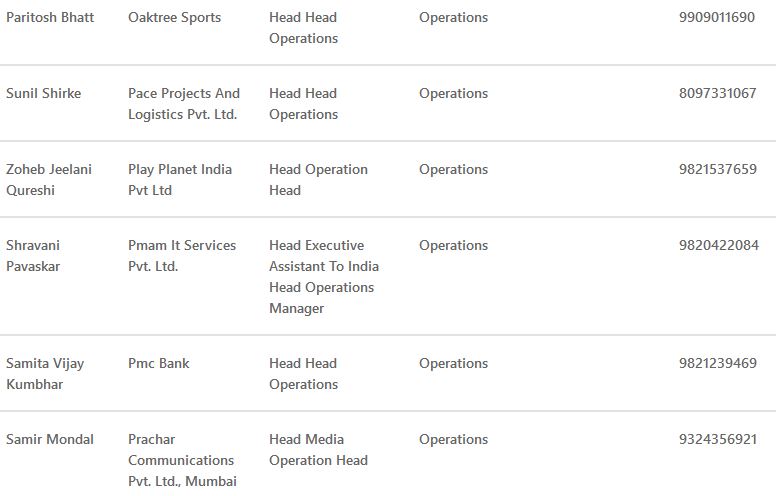 Paritosh Bhatt Oaktree Sports Head Head Operations 9909011690
Operations
Sunil Shirke Pace Projects And Head Head Operations 8097331067
Logistics Pvt. Ltd. Operations
Zoheb Jeelani Play Planet India Head Operation Operations 9821537659
Qureshi Pvt Ltd Head
Shravani Pmam It Services Head Executive Operations 9820422084
Pavaskar Pvt. Ltd. Assistant To India
Head Operations
Manager
Samita Vijay Pmc Bank Head Head Operations 9821239469
Kumbhar Operations
Samir Mondal Prachar Head Media Operations 9324356921
Communications Operation Head
Pvt. Ltd., Mumbai